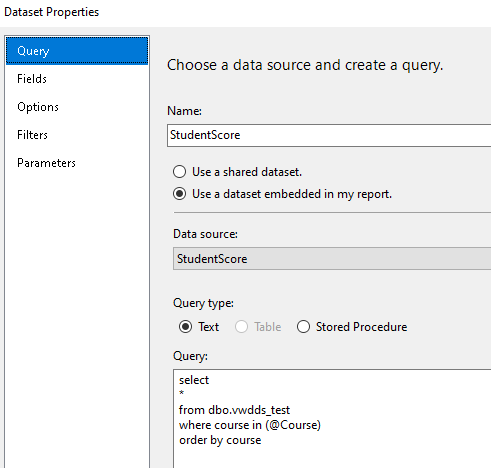 Dataset Properties
Query
Fields
Options
Filters
Parameters
Choose a data source and create a query.
Name:
StudentScore
Use a shared dataset.
Use a dataset embedded in my report.
Data source:
StudentScore
Query type:
Text
Table
Stored Procedure
Query:
select
*
from dbo.vwdds_test
where course in (@Course)
order by course